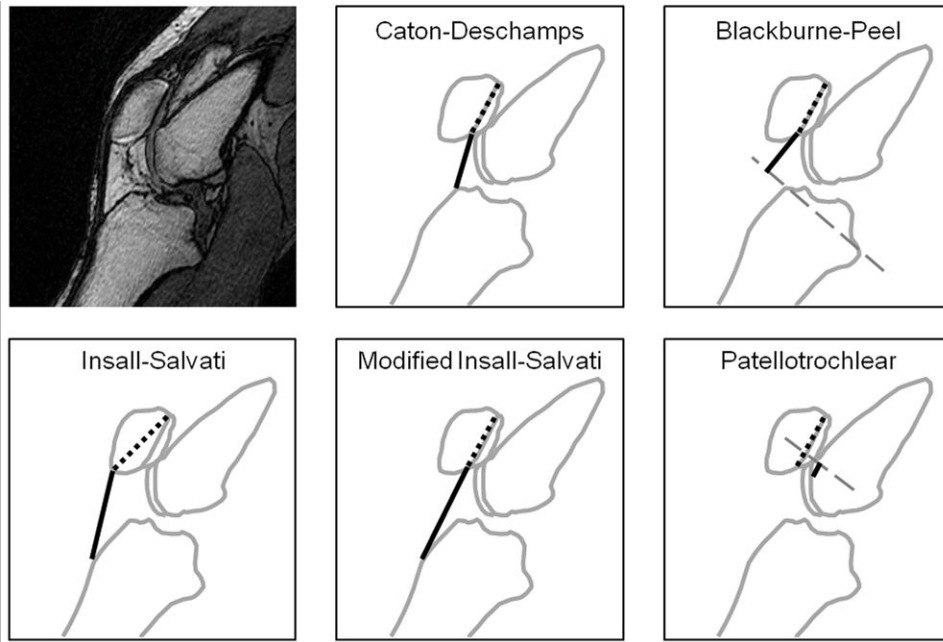 Caton-Deschamps
Blackburne-Peel
Insall-Salvati
Modified Insall-Salvati
Patellotrochlear